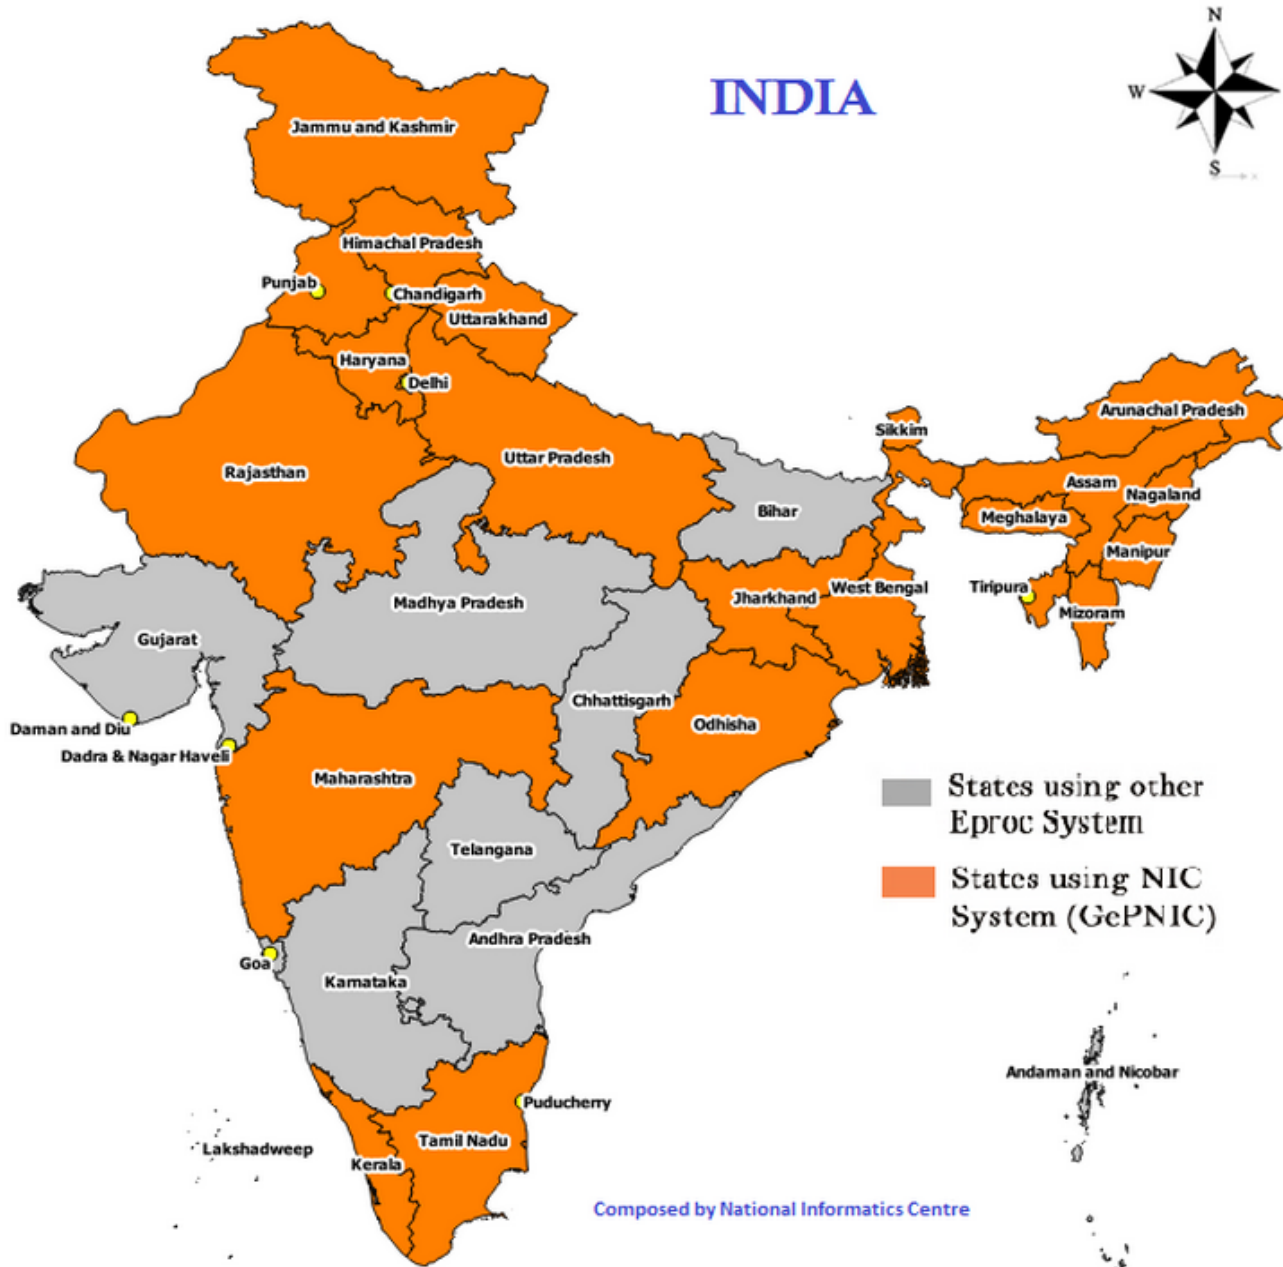 N
INDIA
W
S
Jammu and Kashmir
Himachal Pradesh
Punjab
Chandigarh
Uttarakhand
Haryana
Delhi
Arunachal Pradesh
Sikkim
Uttar Pradesh
Rajasthan
Assam
Nagaland
Bihar
Meghalaya
Manipur
Tiripura
West Bengal
Jharkhand
Madhya Pradesh
Mizoram
Gujarat
Chhattisgarh
Odhisha
Daman and Diu
Dadra & Nagar Haveli
Maharashtra
States using other
Eproc System
Telangana
States using NIC
System (GePNIC)
Andhra Pradesh
Goa
Karnataka
Andaman and Nicobar
Puducherry
Tamil Nadu
Lakshadweep
Kerala
Composed by National Informatics Centre